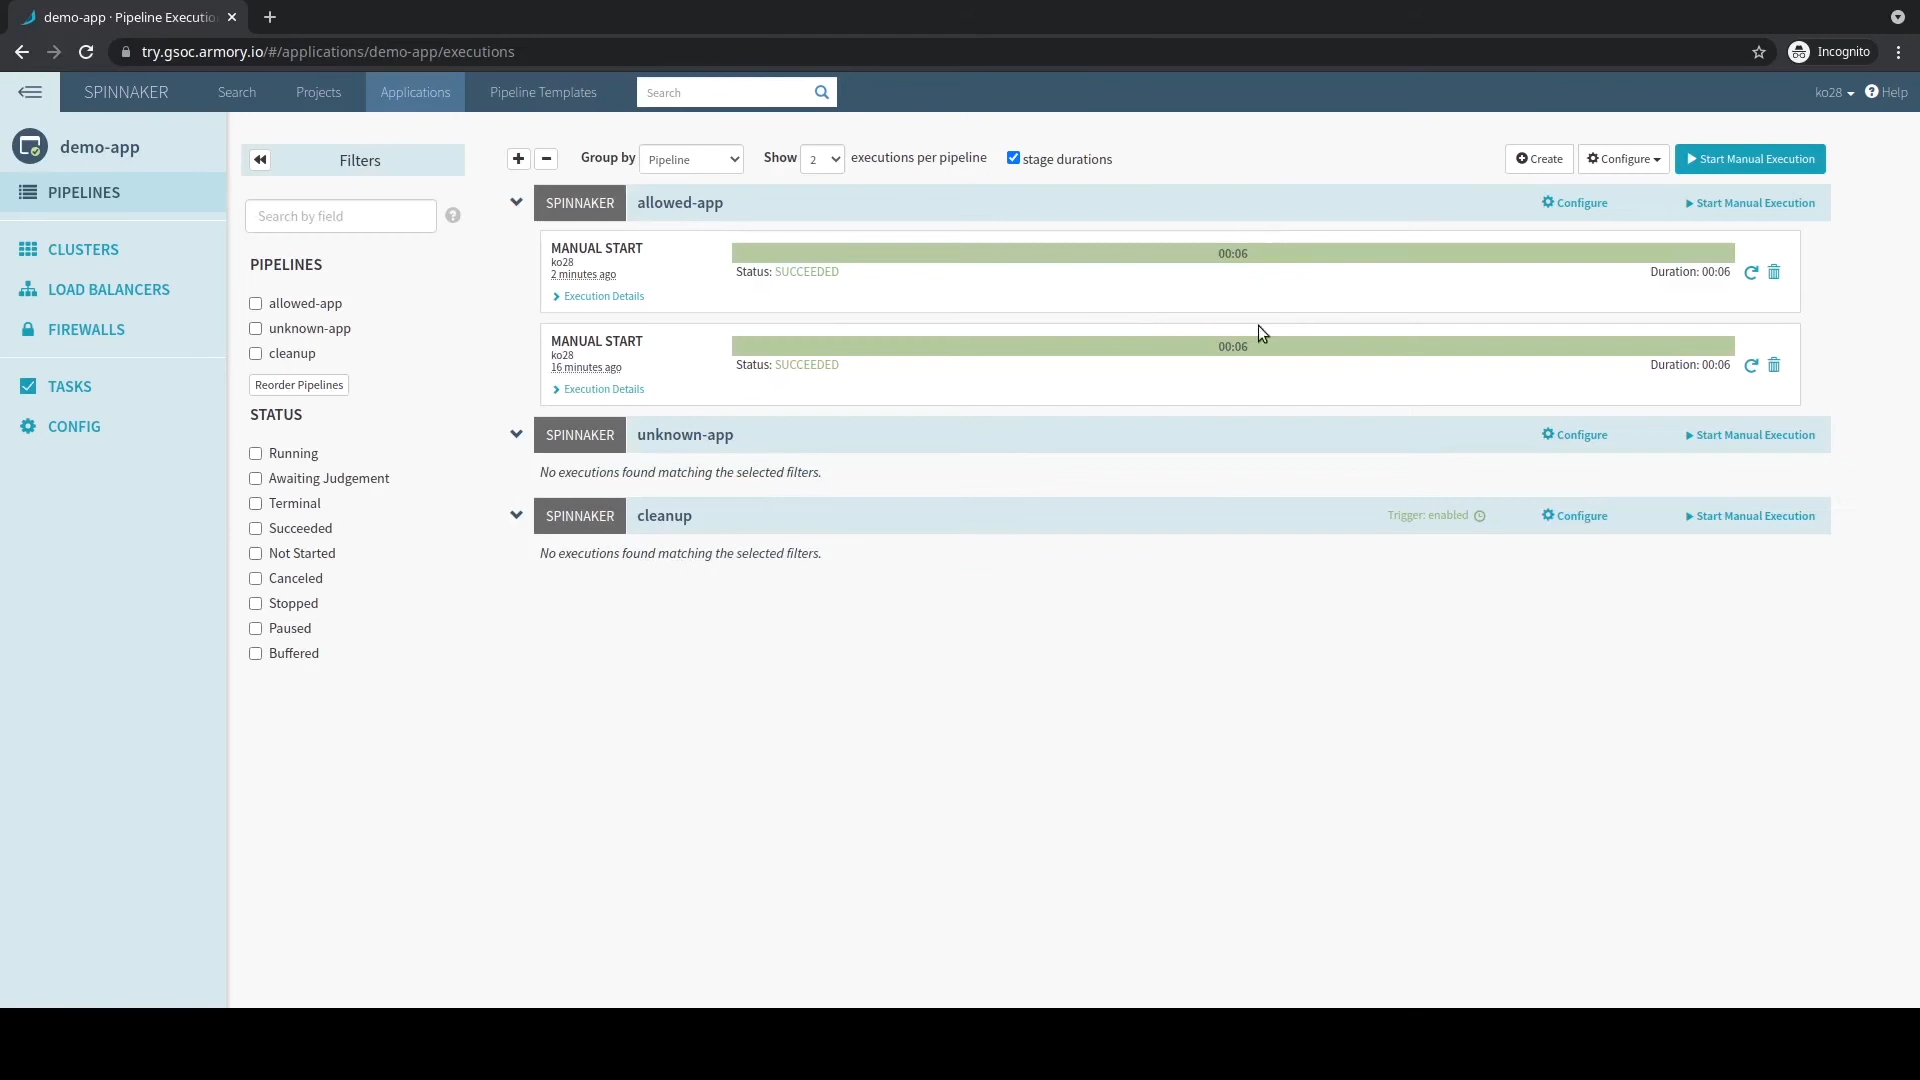 demo-app · Pipeline Executio
try.gsoc.armory.io/#/applications/demo-app/executions
Incognito
SPINNAKER
Search
Projects
Applications
Pipeline Templates
Search
ko28
Help
demo-app
PIPELINES
CLUSTERS
LOAD BALANCERS
FIREWALLS
TASKS
CONFIG
Filters
Search by field
PIPELINES
allowed-app
unknown-app
cleanup
Reorder Pipelines
STATUS
Running
Awaiting Judgement
Terminal
Succeeded
Not Started
Canceled
Stopped
Paused
Buffered
Group by Pipeline Show 2 executions per pipeline stage durations
Create
Configure
Start Manual Execution
SPINNAKER allowed-app Configure Start Manual Execution
MANUAL START
ko28
2 minutes ago
Execution Details
00:06
Status: SUCCEEDED
Duration: 00:06
MANUAL START
ko28
16 minutes ago
Execution Details
00:06
Status: SUCCEEDED
Duration: 00:06
SPINNAKER unknown-app Configure Start Manual Execution
No executions found matching the selected filters.
SPINNAKER cleanup Trigger: enabled Configure Start Manual Execution
No executions found matching the selected filters.